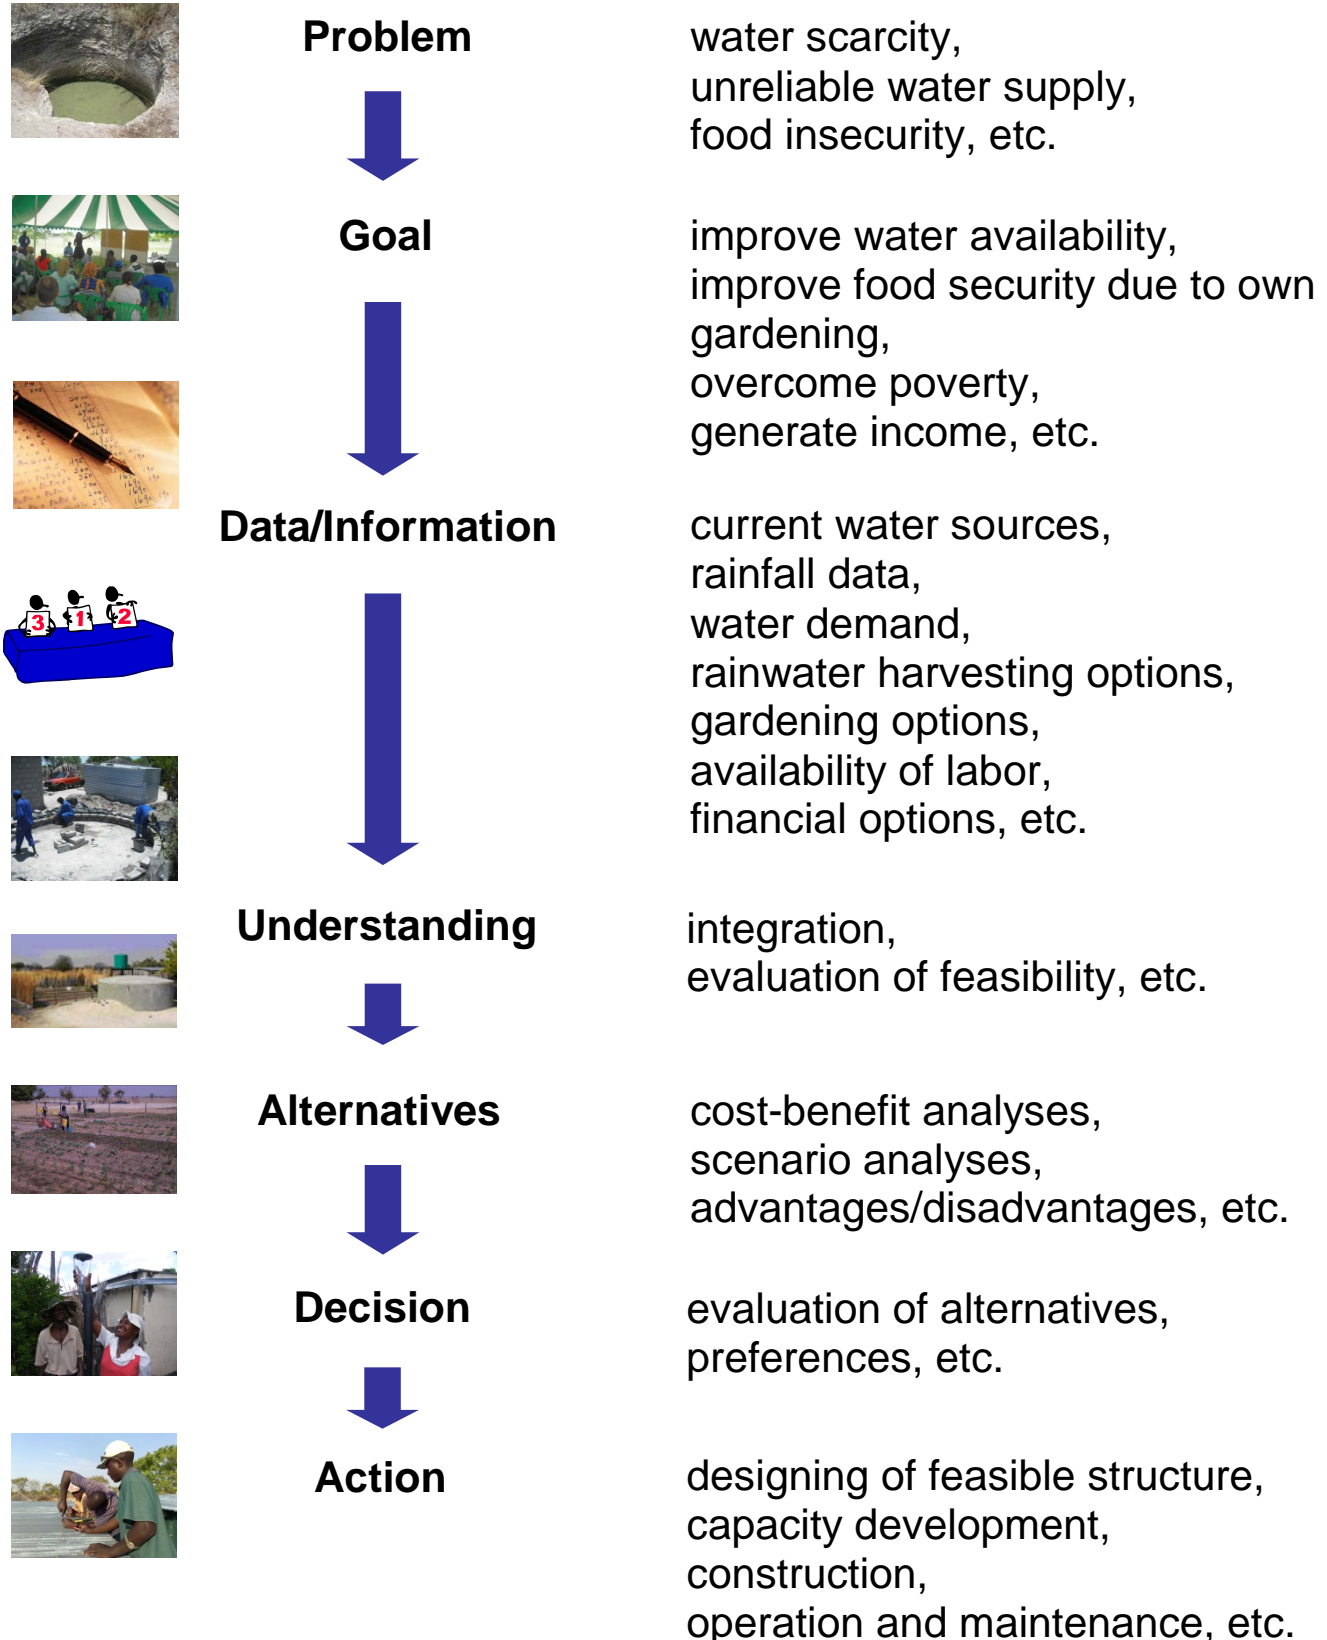 Problem
water scarcity,
unreliable water supply,
food insecurity, etc.
Goal
improve water availability,
improve food security due to own
gardening,
overcome poverty,
generate income, etc.
Data/Information
current water sources,
rainfall data,
water demand,
rainwater harvesting options,
gardening options,
availability of labor,
financial options, etc.
3 1 2
Understanding
integration,
evaluation of feasibility, etc.
Alternatives
cost-benefit analyses,
scenario analyses,
advantages/disadvantages, etc.
Decision
evaluation of alternatives,
preferences, etc.
Action
designing of feasible structure,
capacity development,
construction,
operation and maintenance, etc.